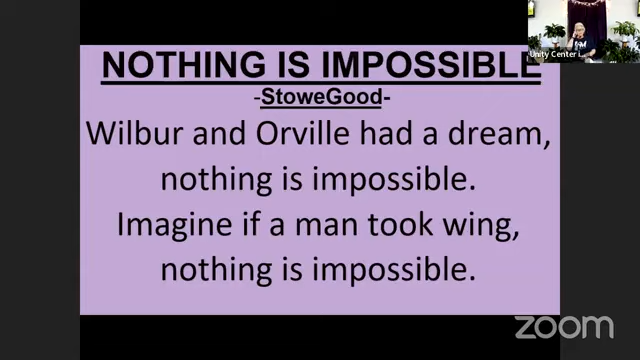 NOTHING IS IMPOSSIBLE
-StoweGood-
Wilbur and Orville had a dream,
nothing is impossible.
Imagine if a man took wing,
nothing is impossible.
Unity Center i
zoom